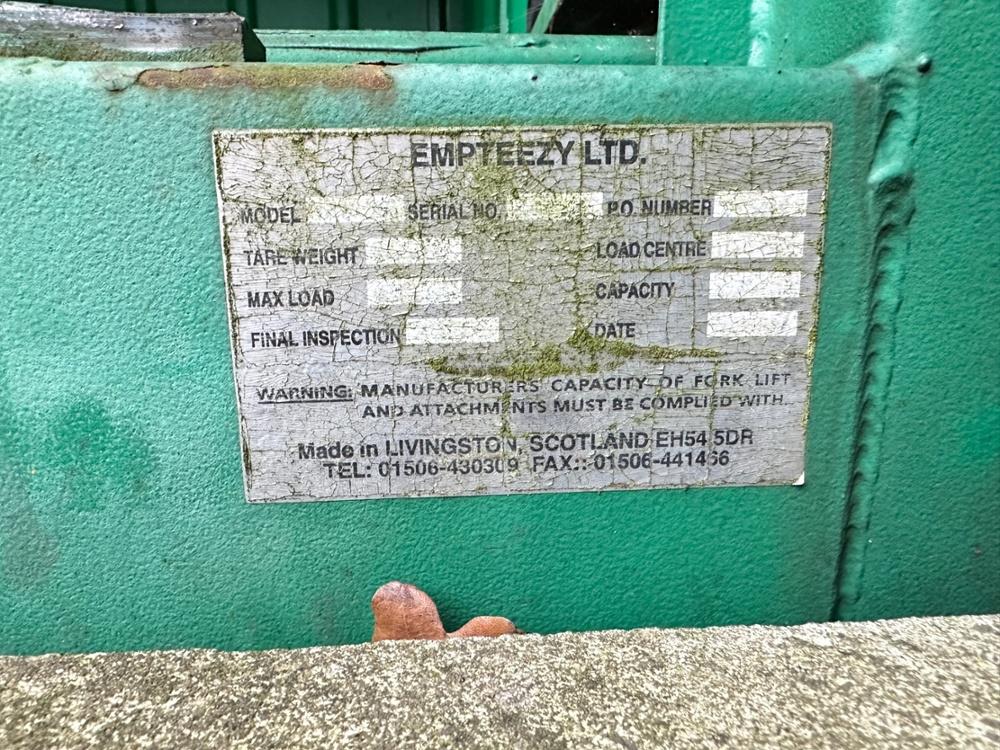 EMPTEEZY LTD.
MODEL SERIAL NO. P.O. NUMBER
TARE WEIGHT LOAD CENTRE
MAX LOAD CAPACITY
FINAL INSPECTION DATE
WARNING: MANUFACTURERS' CAPACITY OF FORK LIFT
AND ATTACHMENTS MUST BE COMPLIED WITH.
Made in LIVINGSTON, SCOTLAND EH54 5DR
TEL: 01506-430309 FAX: 01506-441466